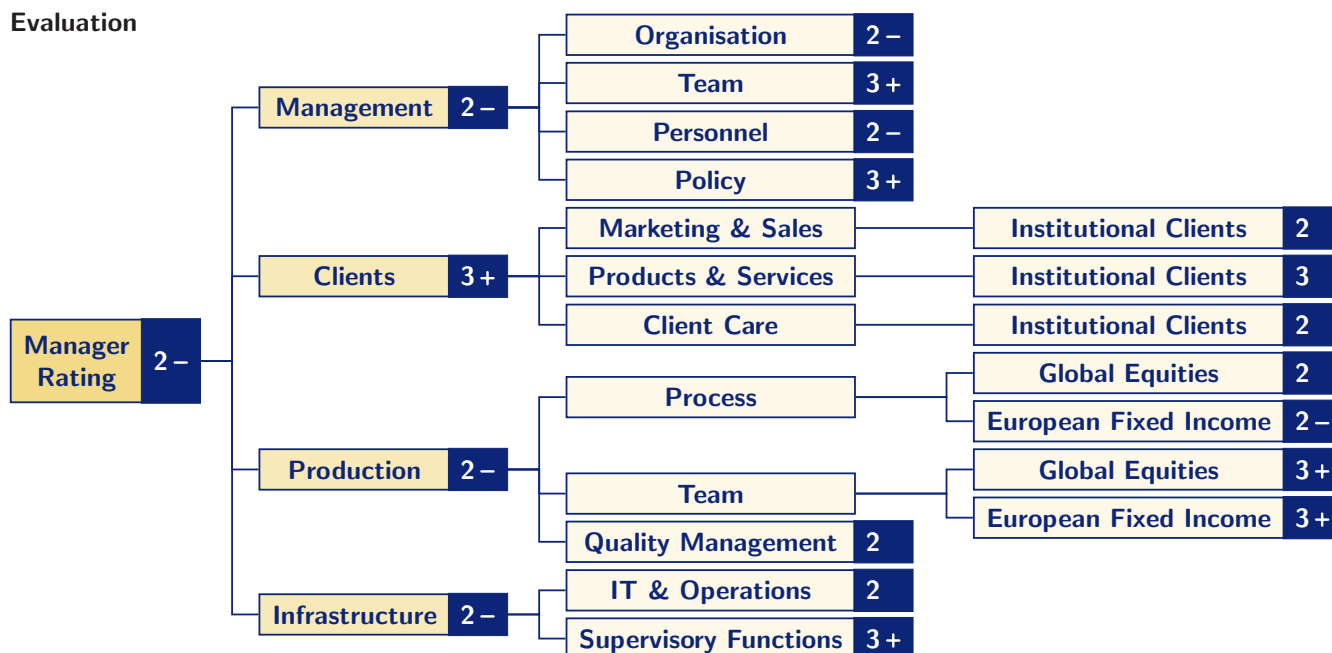 Evaluation
Organisation 2 –
Team 3 +
Management 2 –
Personnel 2 –
Policy 3 +
Marketing & Sales Institutional Clients 2
Clients 3 + Products & Services Institutional Clients 3
Client Care Institutional Clients 2
Manager
Rating
2 –
Global Equities 2
Process
European Fixed Income 2 –
Production 2 –
Global Equities 3 +
Team
European Fixed Income 3 +
Quality Management 2
IT & Operations 2
Infrastructure 2 –
Supervisory Functions 3 +